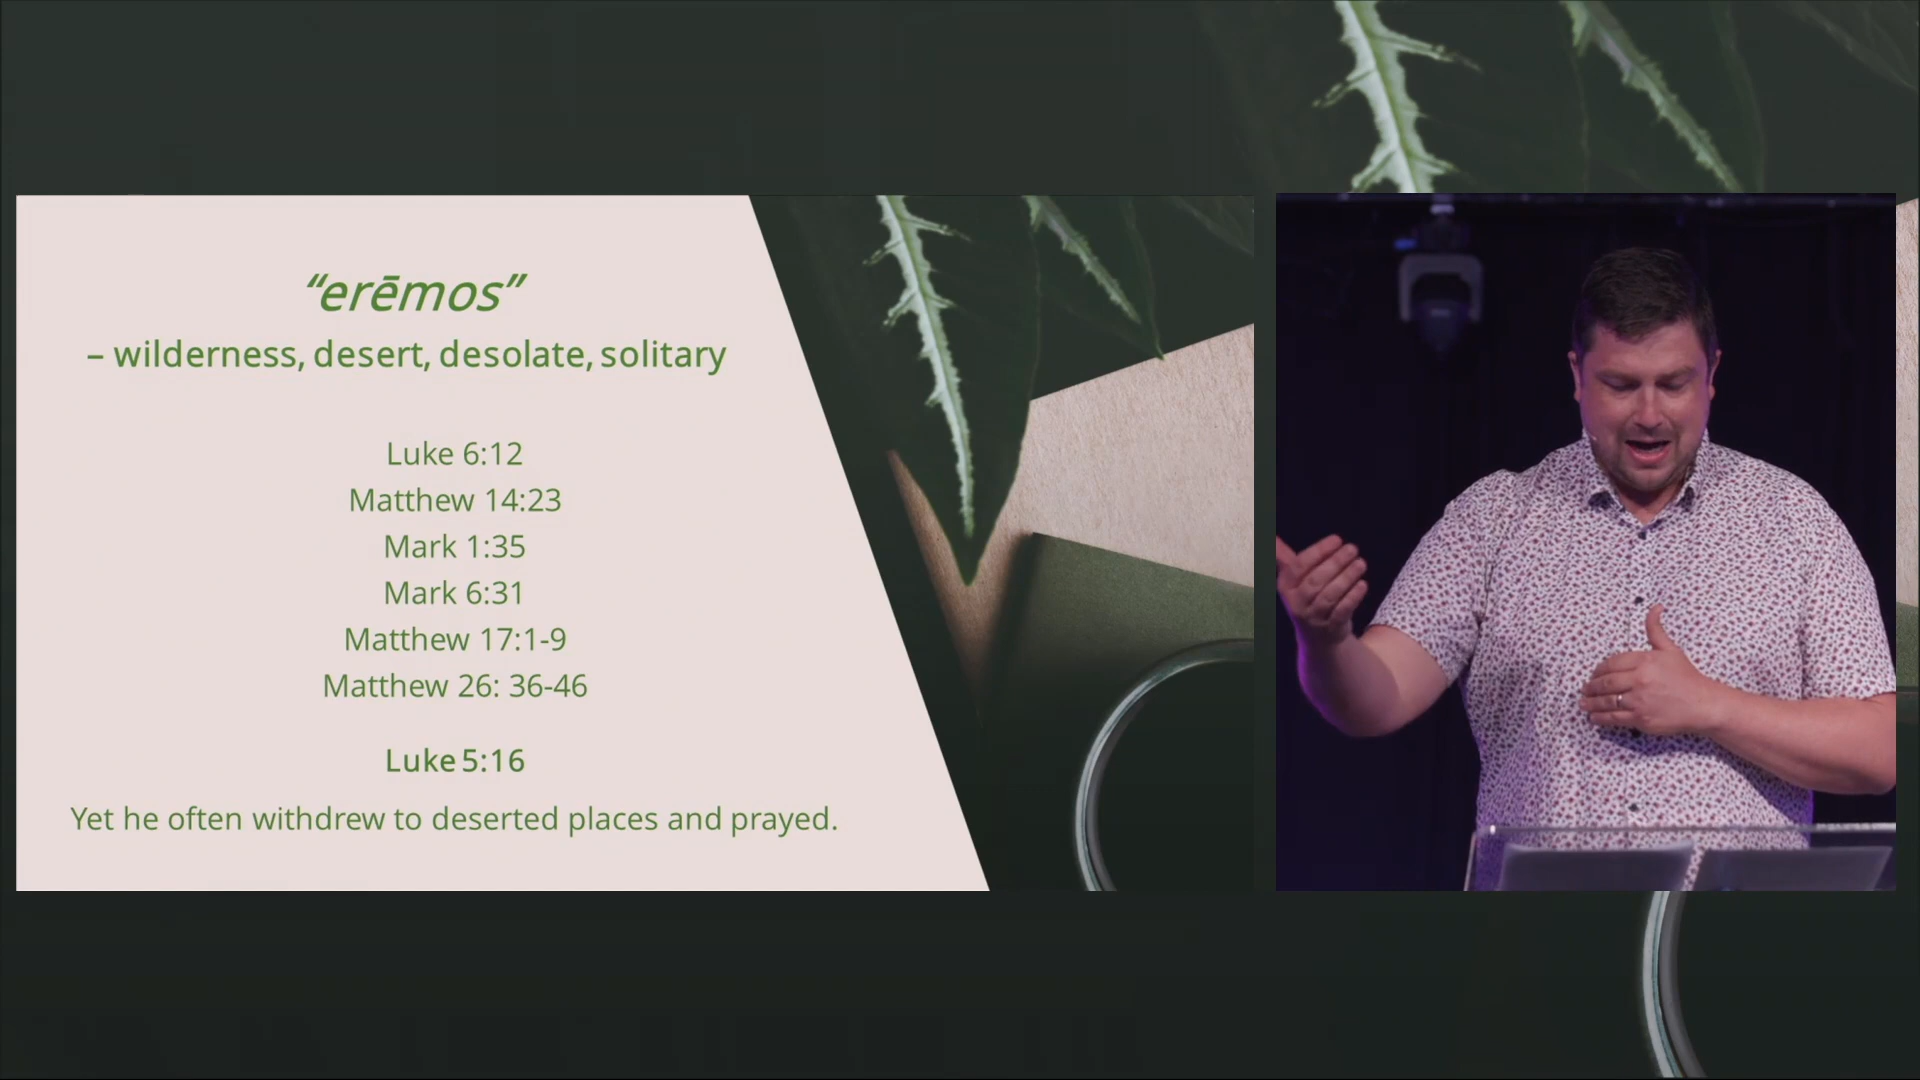 “erēmos”
– wilderness, desert, desolate, solitary
Luke 6:12
Matthew 14:23
Mark 1:35
Mark 6:31
Matthew 17:1-9
Matthew 26: 36-46
Luke 5:16
Yet he often withdrew to deserted places and prayed.